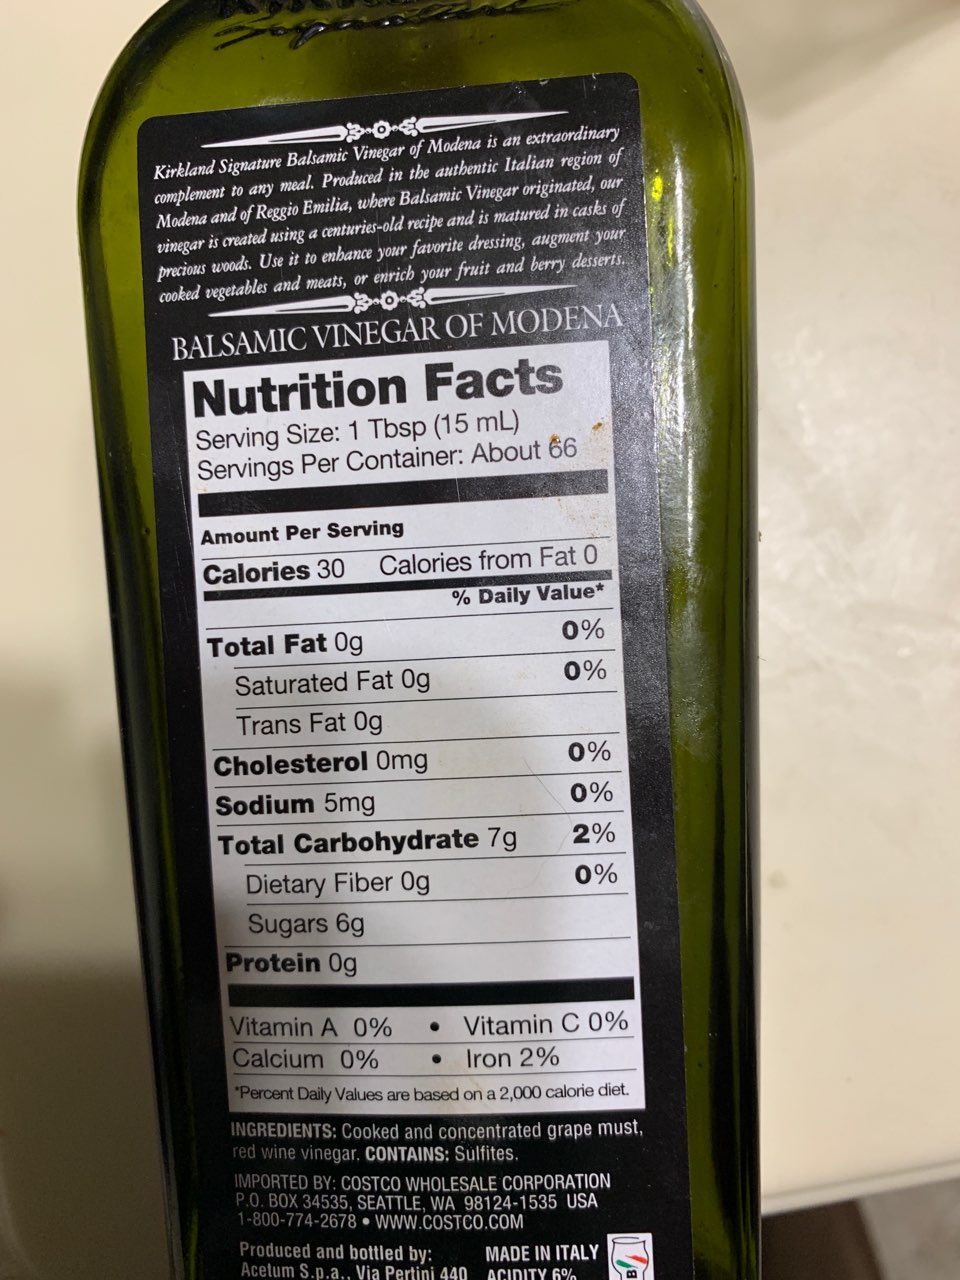 Kirkland Signature Balsamic Vinegar of Modena is an extraordinary
complement to any meal. Produced in the authentic Italian region of
Modena and of Reggio Emilia, where Balsamic Vinegar originated, our
vinegar is created using a centuries-old recipe and is matured in casks of
precious woods. Use it to enhance your favorite dressing, augment your
cooked vegetables and meats, or enrich your fruit and berry desserts.
BALSAMIC VINEGAR OF MODENA
Nutrition Facts
Serving Size: 1 Tbsp (15 mL)
Servings Per Container: About 66
Amount Per Serving
Calories 30 Calories from Fat 0
% Daily Value*
Total Fat 0g 0%
Saturated Fat 0g 0%
Trans Fat 0g
Cholesterol 0mg 0%
Sodium 5mg 0%
Total Carbohydrate 7g 2%
Dietary Fiber 0g 0%
Sugars 6g
Protein 0g
Vitamin A 0% • Vitamin C 0%
Calcium 0% • Iron 2%
*Percent Daily Values are based on a 2,000 calorie diet.
INGREDIENTS: Cooked and concentrated grape must,
red wine vinegar. CONTAINS: Sulfites.
IMPORTED BY: COSTCO WHOLESALE CORPORATION
P.O. BOX 34535, SEATTLE, WA 98124-1535 USA
1-800-774-2678 • WWW.COSTCO.COM
Produced and bottled by: MADE IN ITALY
Acetum S.p.a., Via Pertini 440 ACIDITY 6%